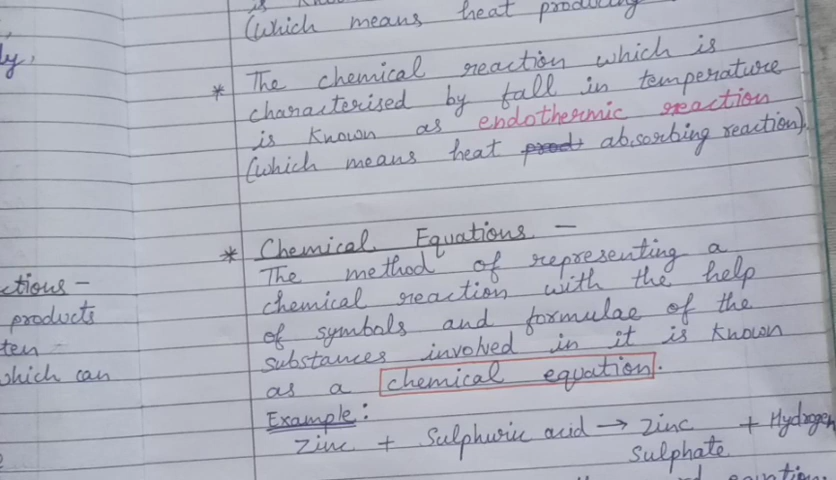 ly,
(which means heat producing
* The chemical reaction which is
characterised by fall in temperature
is known as endothermic reaction
(which means heat prod absorbing reaction).
* Chemical Equations -
The method of representing a
chemical reaction with the help
of symbols and formulae of the
substances involved in it is known
as a chemical equation.
Example:
Zinc + Sulphuric acid → Zinc + Hydrogen
Sulphate
ctions -
products
ten
which can